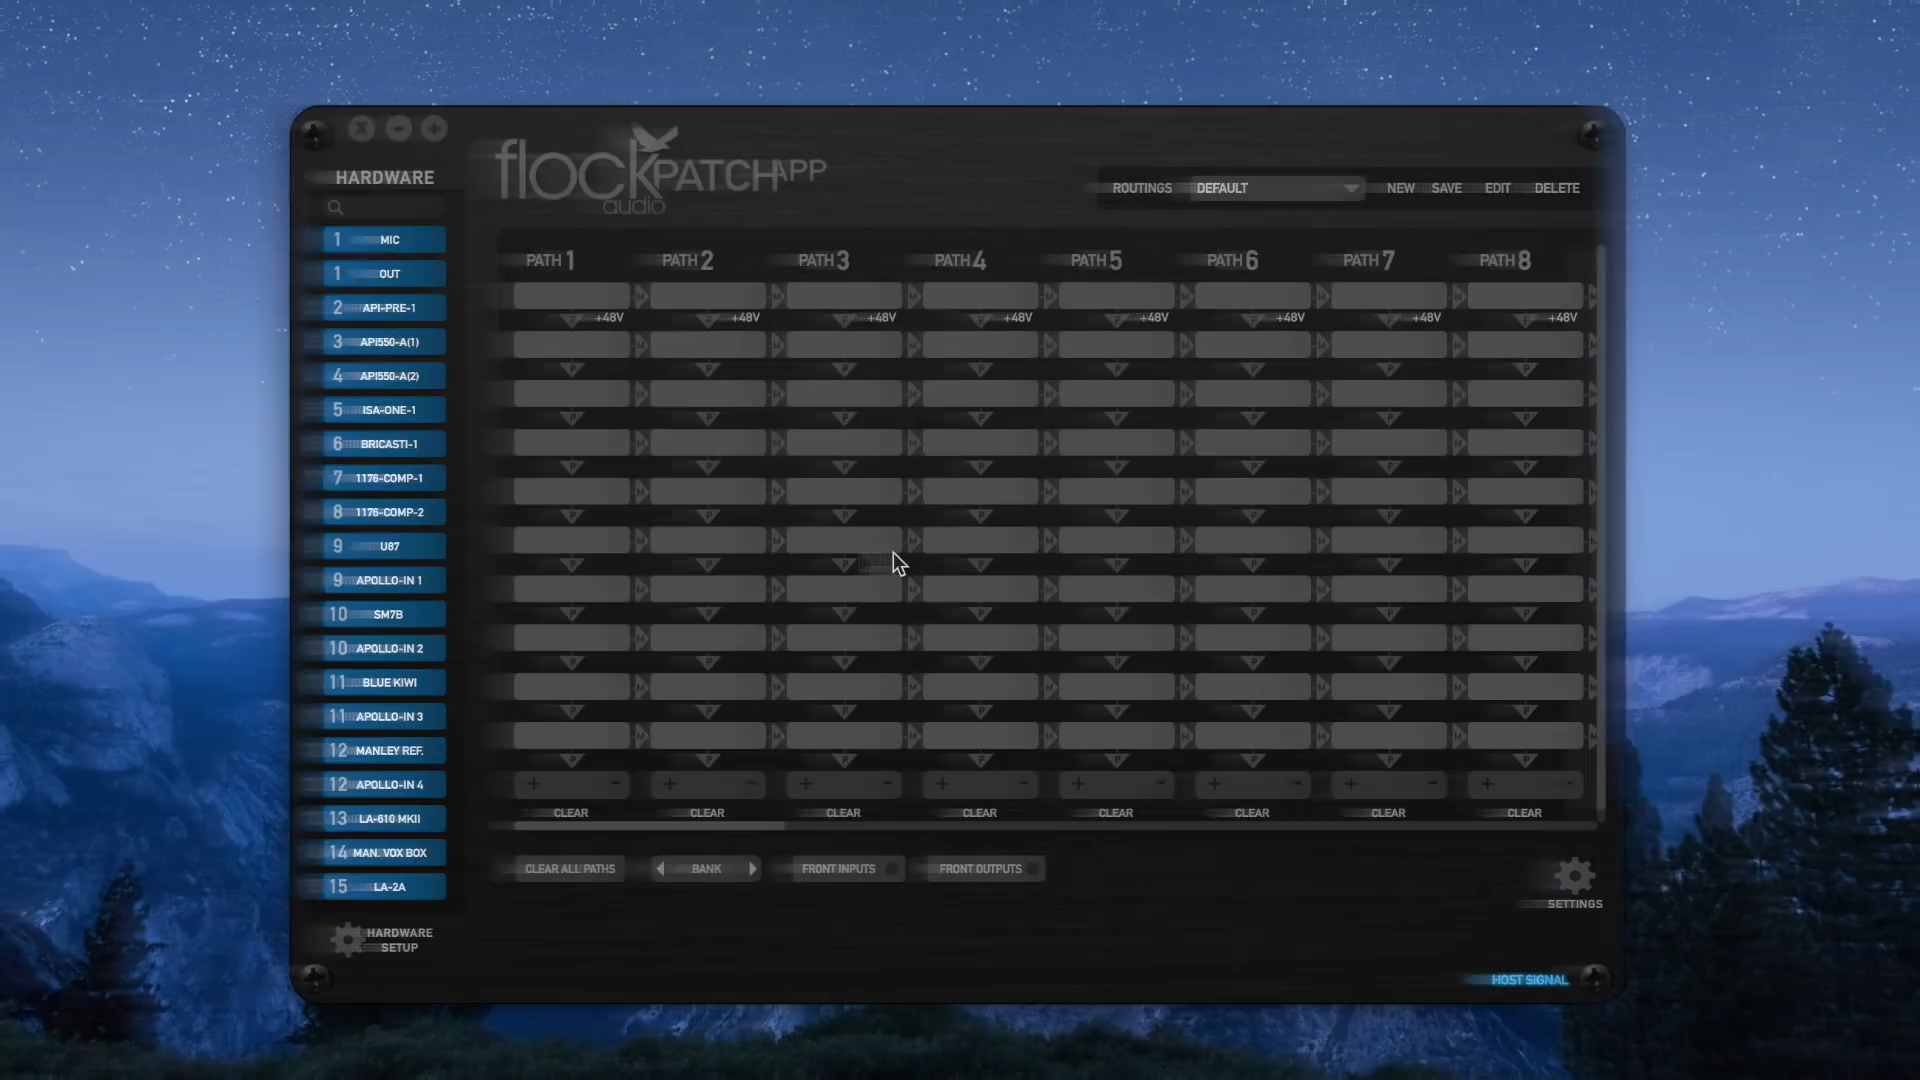 flock PATCH APP
audio
HARDWARE
ROUTINGS DEFAULT NEW SAVE EDIT DELETE
1 MIC
1 OUT
2 API-PRE-1
3 API550-A(1)
4 API550-A(2)
5 ISA-ONE-1
6 BRICASTI-1
7 1176-COMP-1
8 1176-COMP-2
9 U87
9 APOLLO-IN 1
10 SM7B
10 APOLLO-IN 2
11 BLUE KIWI
11 APOLLO-IN 3
12 MANLEY REF.
12 APOLLO-IN 4
13 LA-610 MKII
14 MAN. VOX BOX
15 LA-2A
HARDWARE
SETUP
PATH 1 PATH 2 PATH 3 PATH 4 PATH 5 PATH 6 PATH 7 PATH 8
+48V +48V +48V +48V +48V +48V +48V +48V
CLEAR CLEAR CLEAR CLEAR CLEAR CLEAR CLEAR CLEAR
CLEAR ALL PATHS BANK FRONT INPUTS FRONT OUTPUTS
SETTINGS
HOST SIGNAL